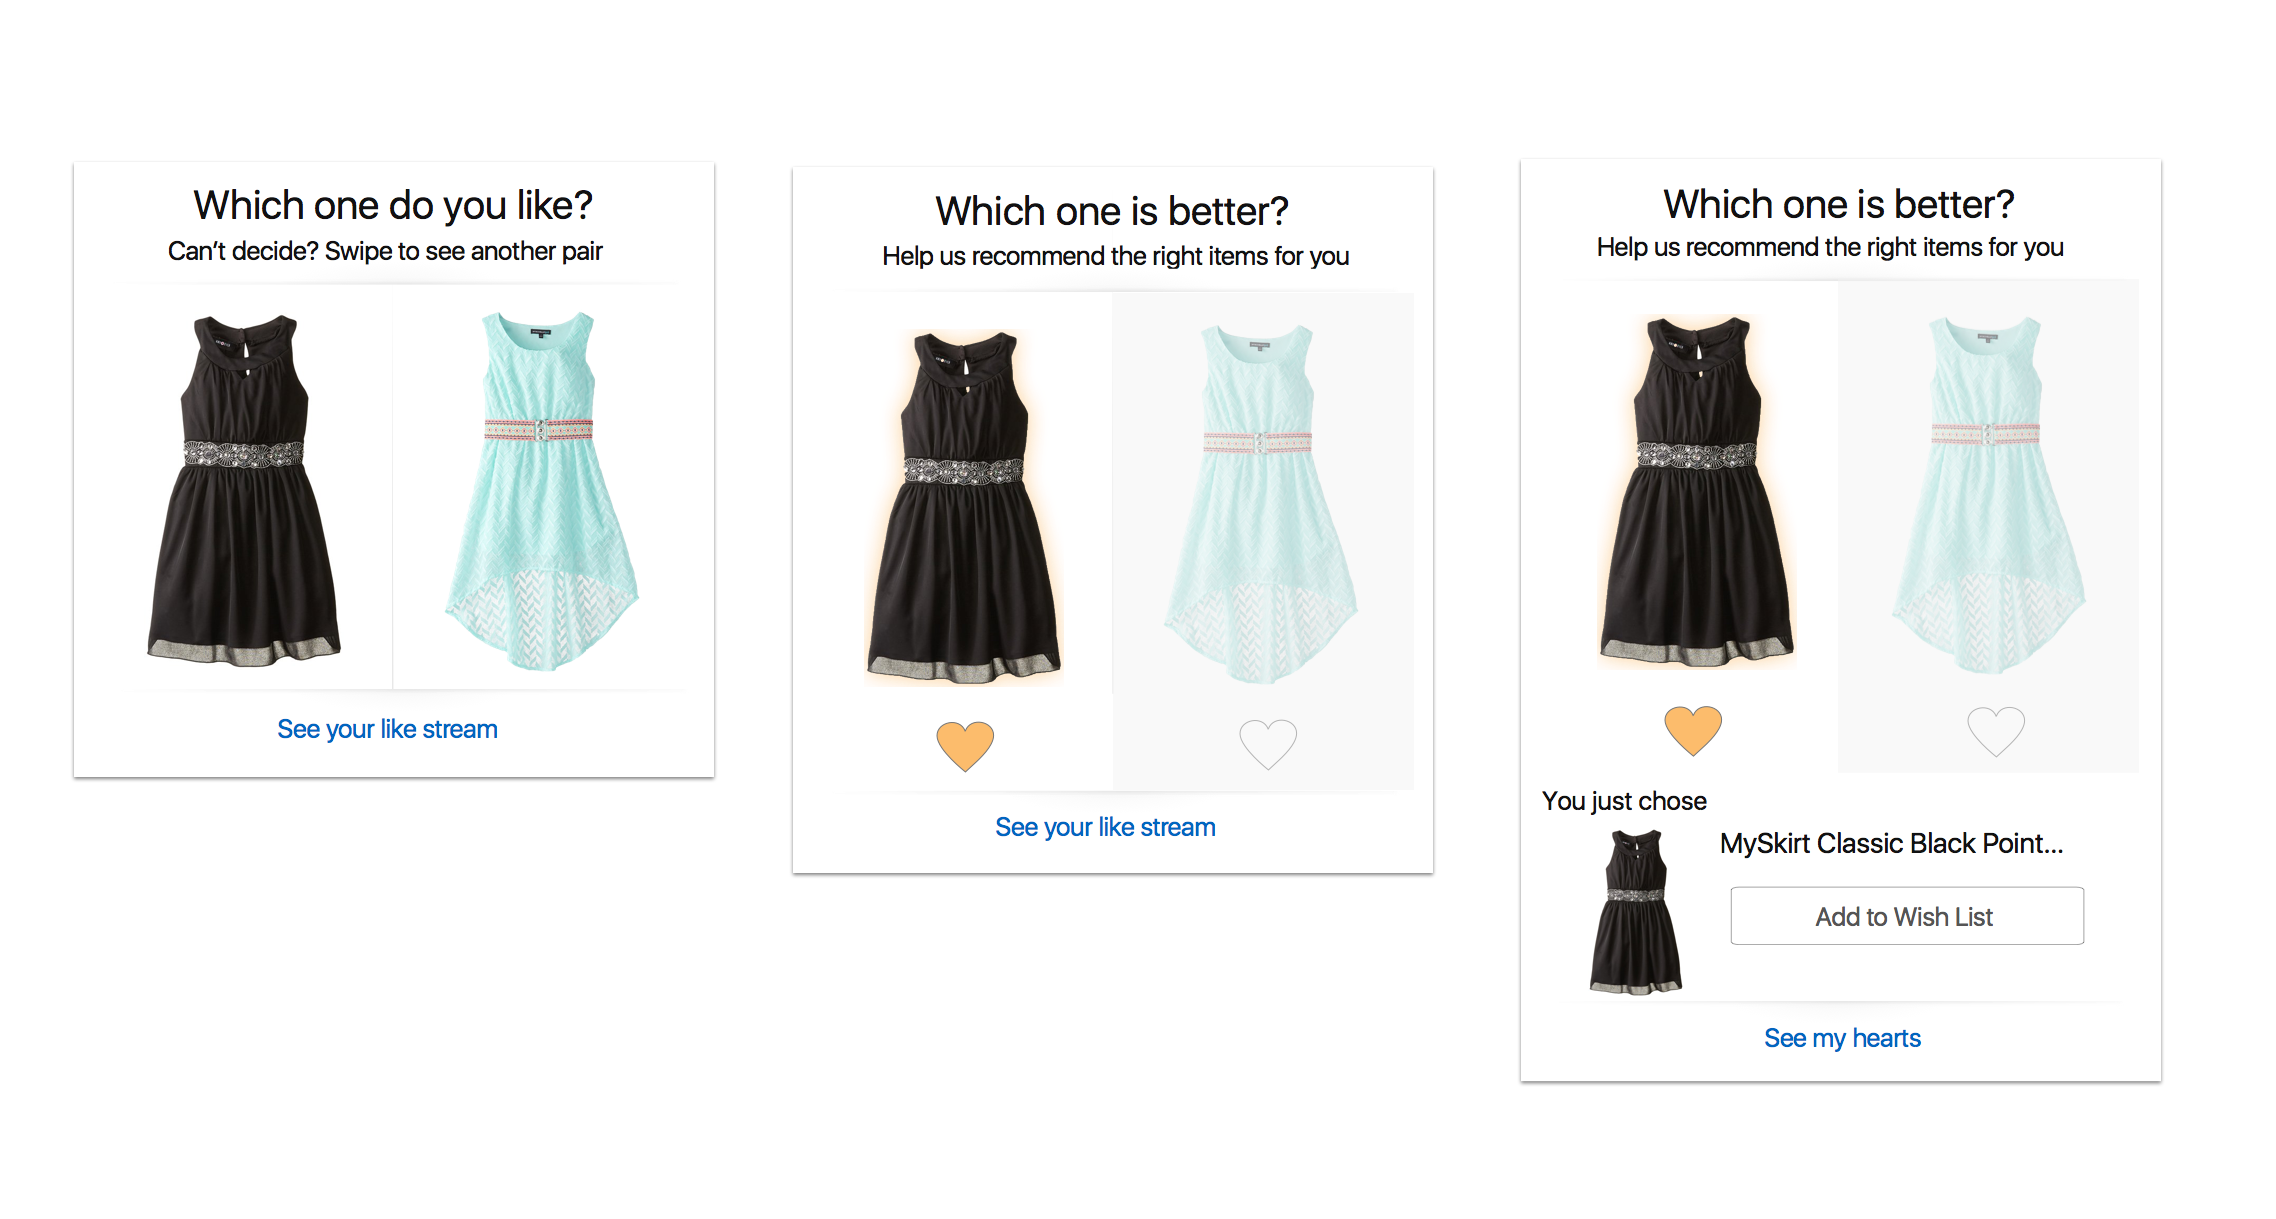 Which one do you like?
Can’t decide? Swipe to see another pair
See your like stream
Which one is better?
Help us recommend the right items for you
See your like stream
Which one is better?
Help us recommend the right items for you
You just chose
MySkirt Classic Black Point...
Add to Wish List
See my hearts